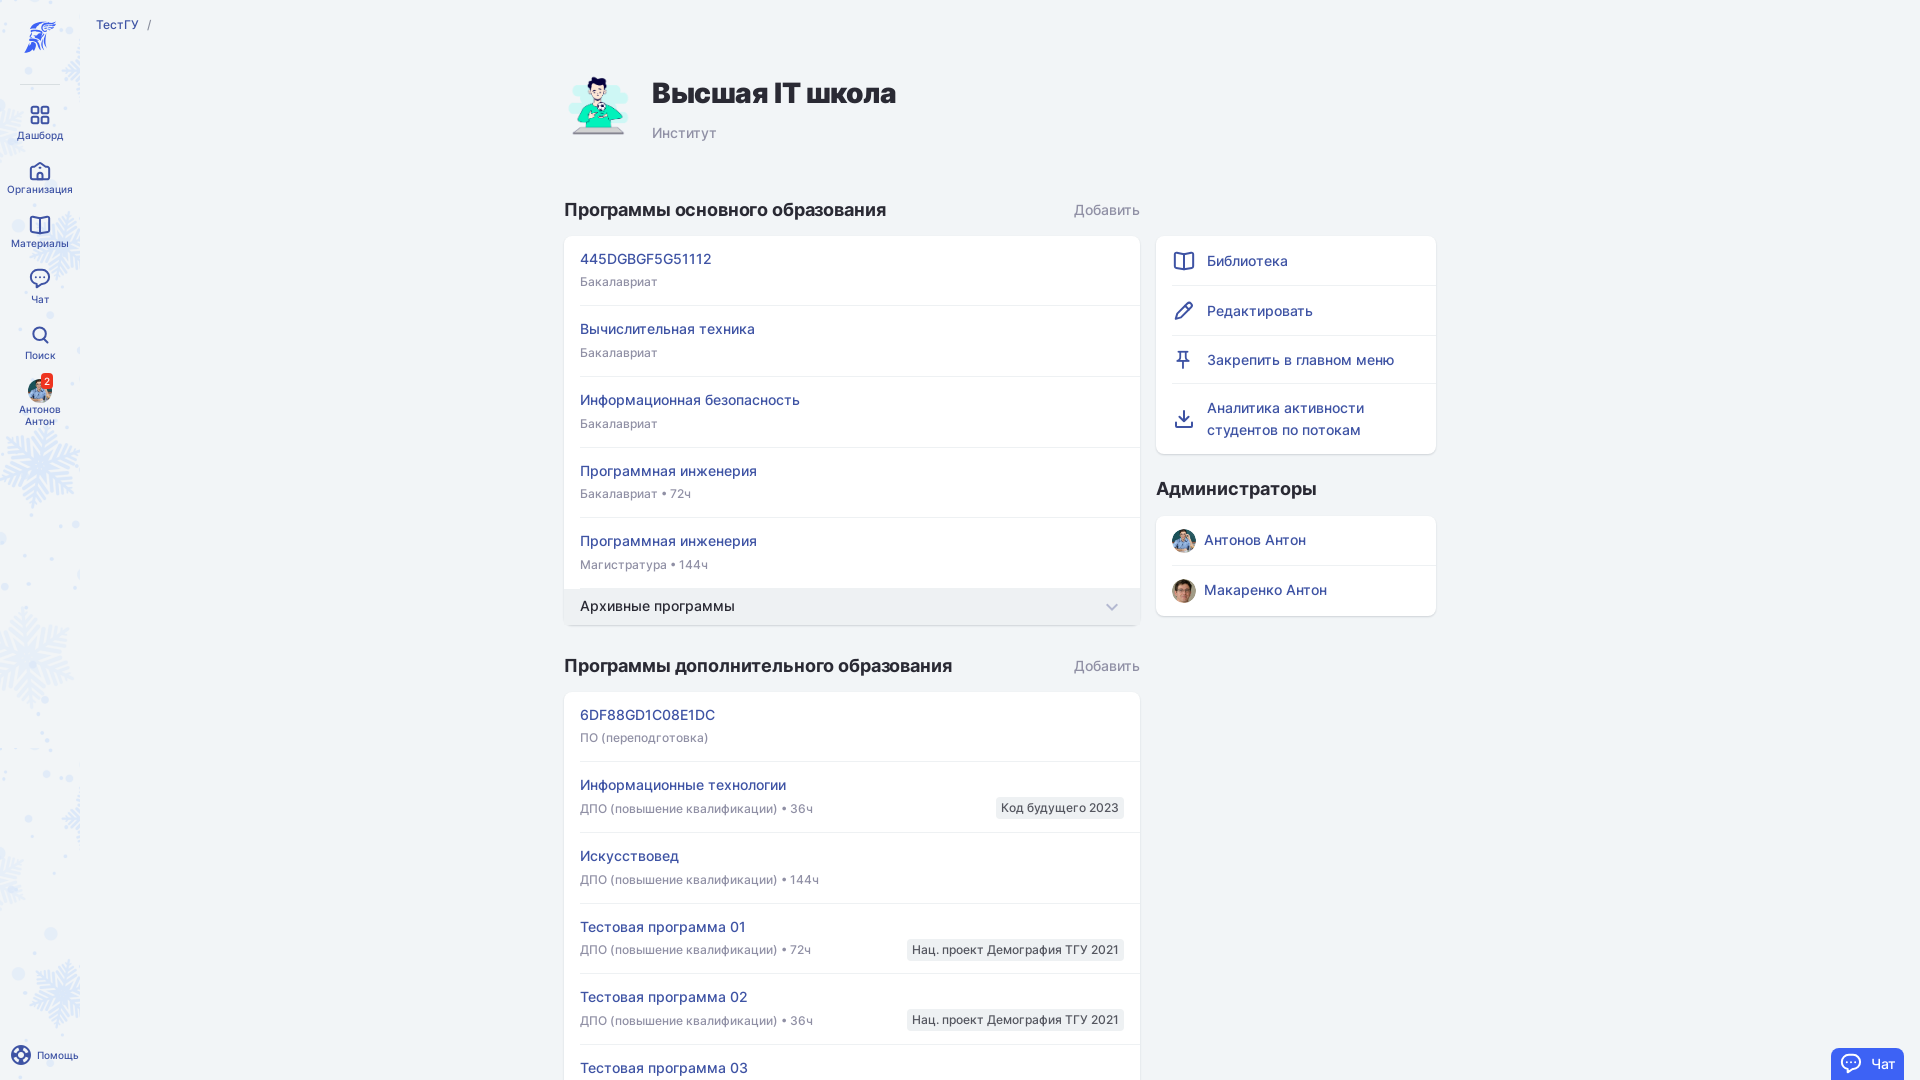 ТестГУ /
Дашборд
Организация
Материалы
Чат
Поиск
2
Антонов
Антон
Помощь
Высшая IT школа
Институт
Программы основного образования
Добавить
445DGBGF5G51112
Бакалавриат
Вычислительная техника
Бакалавриат
Информационная безопасность
Бакалавриат
Программная инженерия
Бакалавриат • 72ч
Программная инженерия
Магистратура • 144ч
Архивные программы
Программы дополнительного образования
Добавить
6DF88GD1C08E1DC
ПО (переподготовка)
Информационные технологии
ДПО (повышение квалификации) • 36ч
Код будущего 2023
Искусствовед
ДПО (повышение квалификации) • 144ч
Тестовая программа 01
ДПО (повышение квалификации) • 72ч
Нац. проект Демография ТГУ 2021
Тестовая программа 02
ДПО (повышение квалификации) • 36ч
Нац. проект Демография ТГУ 2021
Тестовая программа 03
Библиотека
Редактировать
Закрепить в главном меню
Аналитика активности
студентов по потокам
Администраторы
Антонов Антон
Макаренко Антон
Чат